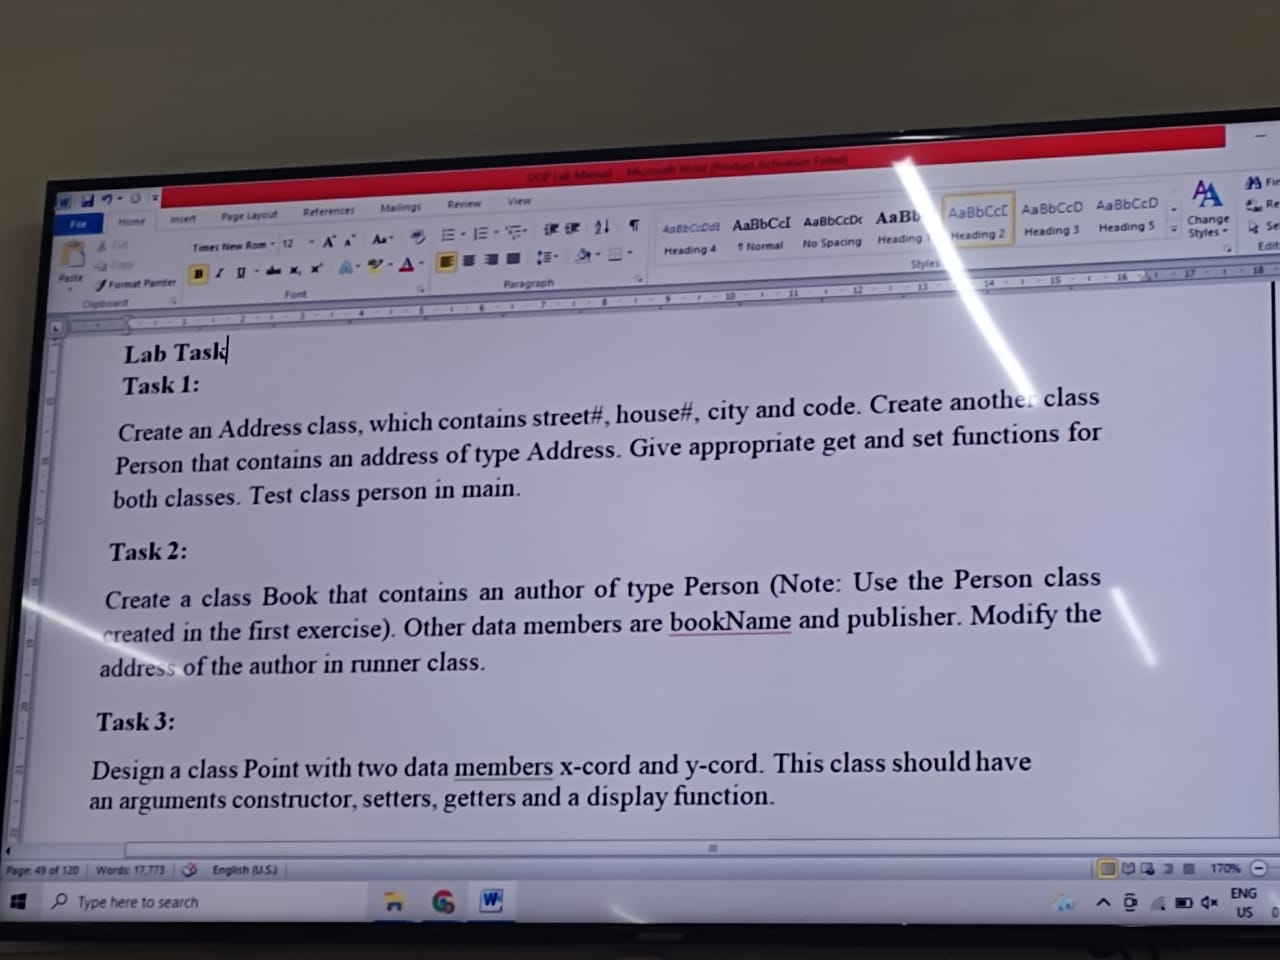 OOP Lab Manual - Microsoft Word (Product Activation Failed)
File Home Insert Page Layout References Mailings Review View
Cut
Copy
Paste Format Painter
Clipboard
Times New Rom 12
Font
Paragraph
AaBbCcDdI AaBbCcI AaBbCcDc AaBb AaBbCcD AaBbCcD AaBbCcD
Heading 4 ¶ Normal No Spacing Heading Heading 2 Heading 3 Heading 5
Change Styles
Styles
Lab Task
Task 1:
Create an Address class, which contains street#, house#, city and code. Create another class
Person that contains an address of type Address. Give appropriate get and set functions for
both classes. Test class person in main.
Task 2:
Create a class Book that contains an author of type Person (Note: Use the Person class
created in the first exercise). Other data members are bookName and publisher. Modify the
address of the author in runner class.
Task 3:
Design a class Point with two data members x-cord and y-cord. This class should have
an arguments constructor, setters, getters and a display function.
Page: 49 of 120 Words: 17,773 English (U.S.) 170%
Type here to search ENG
US